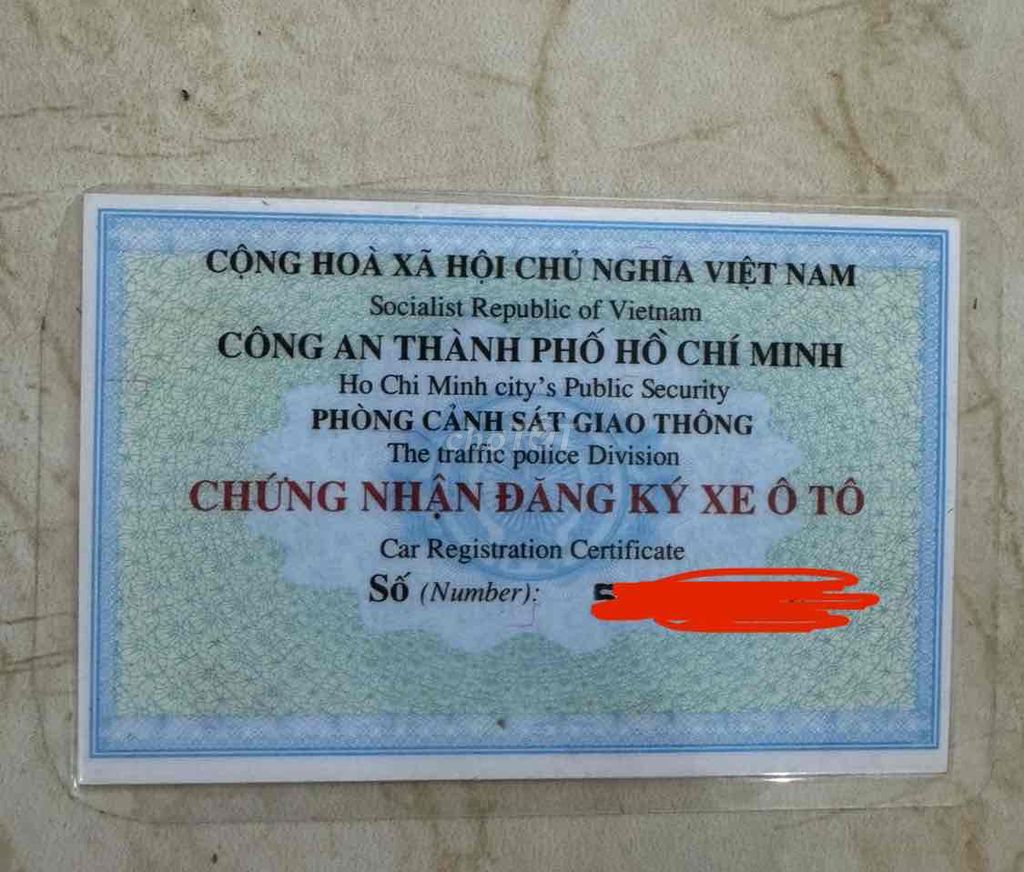 CỘNG HOÀ XÃ HỘI CHỦ NGHĨA VIỆT NAM
Socialist Republic of Vietnam
CÔNG AN THÀNH PHỐ HỒ CHÍ MINH
Ho Chi Minh city's Public Security
PHÒNG CẢNH SÁT GIAO THÔNG
chợ TỐT
The traffic police Division
CHỨNG NHẬN ĐĂNG KÝ XE Ô TÔ
Car Registration Certificate
Số (Number):